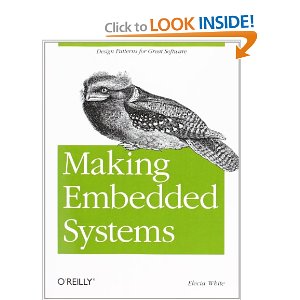 Click to LOOK INSIDE!
Design Patterns for Great Software
Making
Embedded
Systems
O'REILLY®
Elecia White